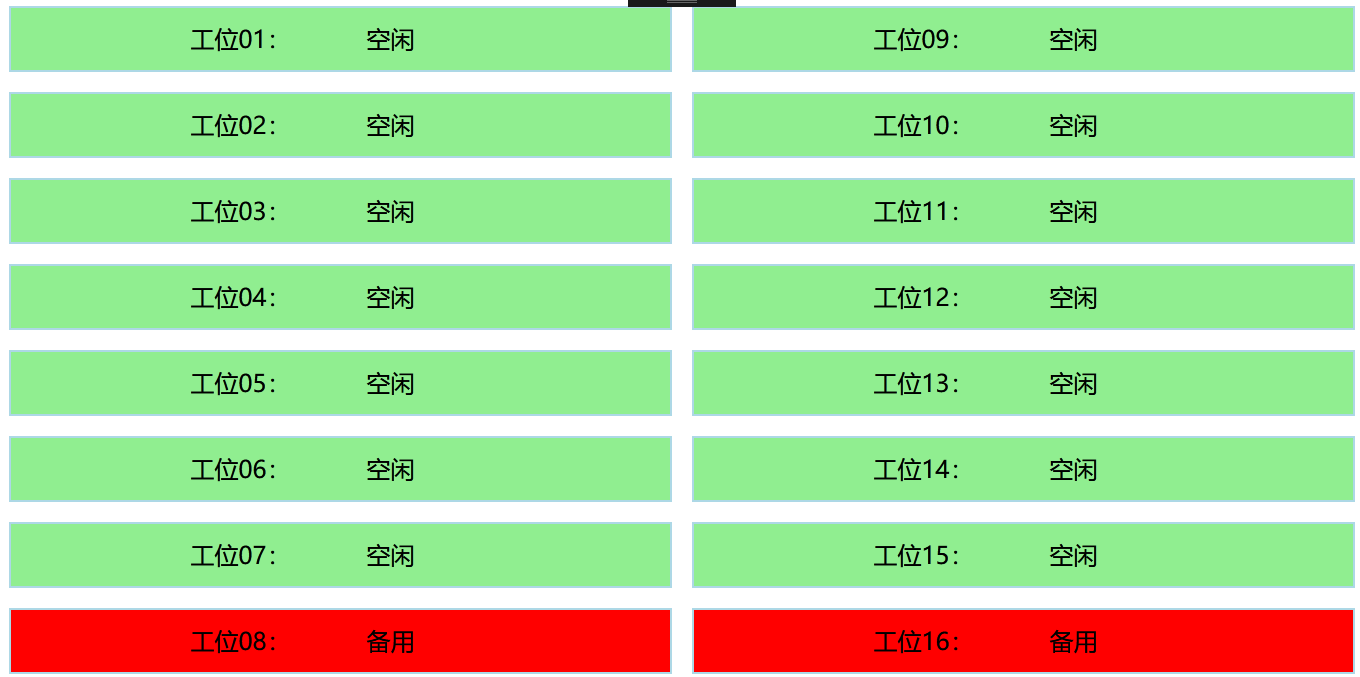 工位01： 空闲
工位09： 空闲
工位02： 空闲
工位10： 空闲
工位03： 空闲
工位11： 空闲
工位04： 空闲
工位12： 空闲
工位05： 空闲
工位13： 空闲
工位06： 空闲
工位14： 空闲
工位07： 空闲
工位15： 空闲
工位08： 备用
工位16： 备用